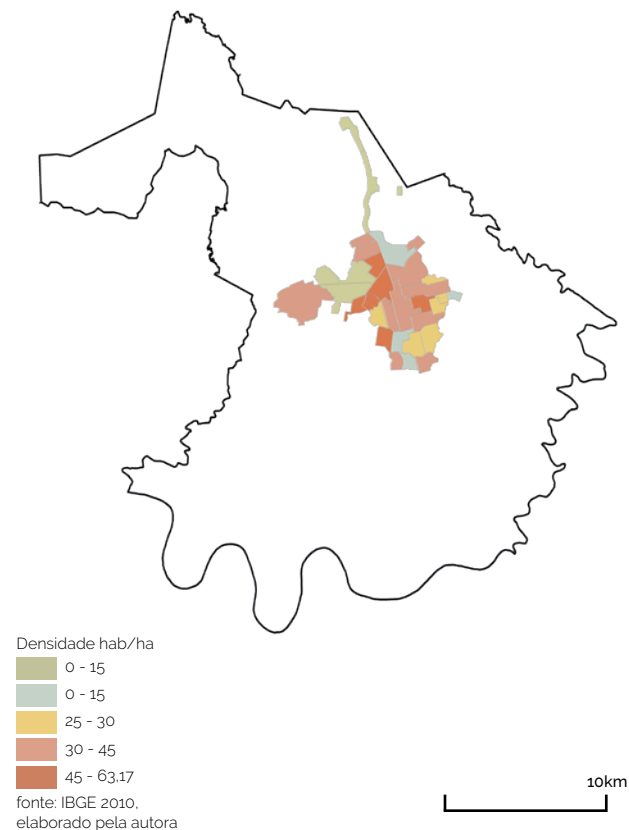 Densidade hab/ha
0 - 15
0 - 15
25 - 30
30 - 45
45 - 63.17
fonte: IBGE 2010,
elaborado pela autora
10km